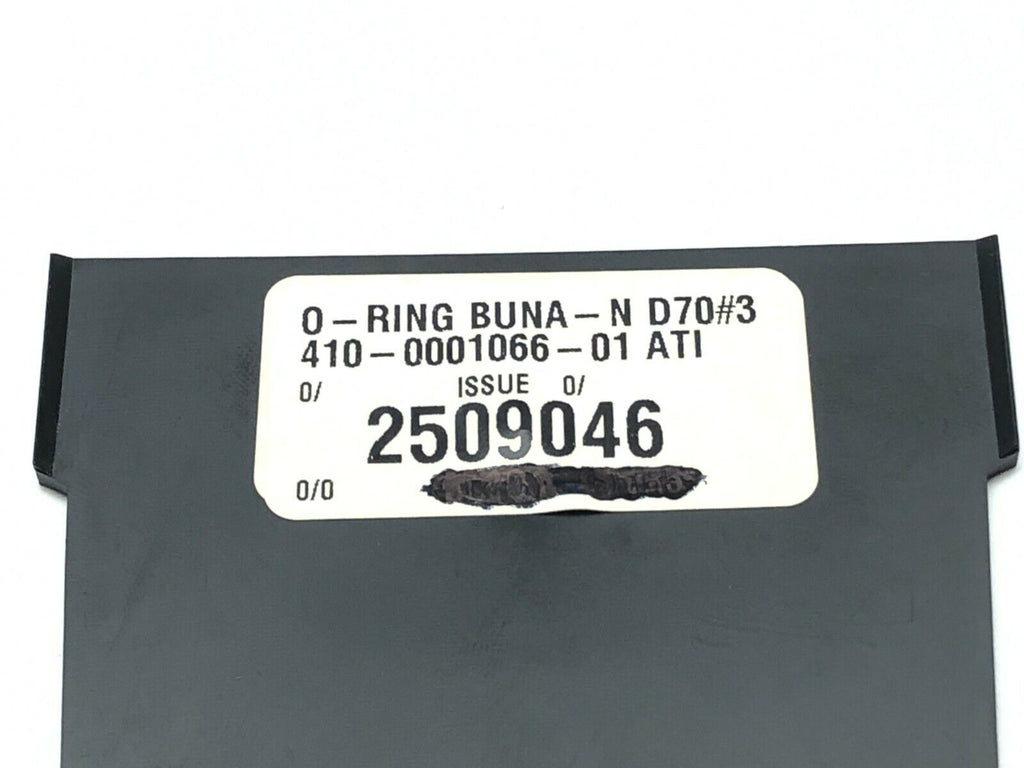 O-RING BUNA-N D70#3
410-0001066-01 ATI
0/ ISSUE 0/
2509046
0/0